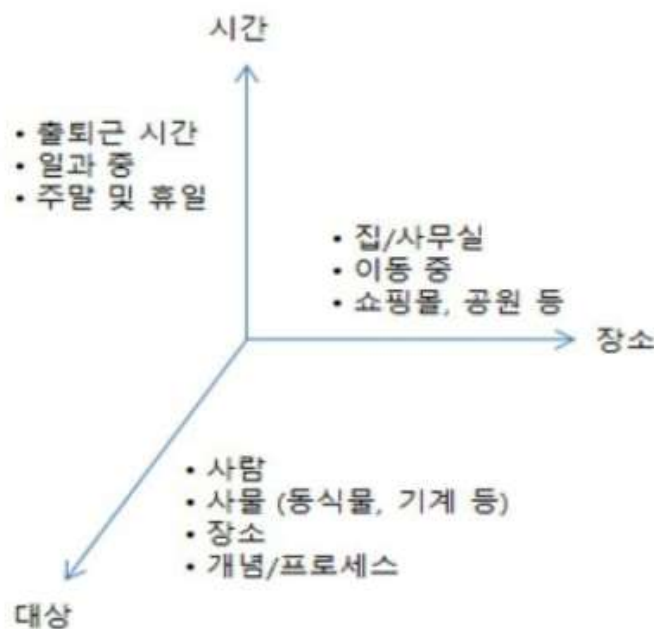 시간
• 출퇴근 시간
• 일과 중
• 주말 및 휴일
• 집/사무실
• 이동 중
• 쇼핑몰, 공원 등
장소
• 사람
• 사물 (동식물, 기계 등)
• 장소
• 개념/프로세스
대상